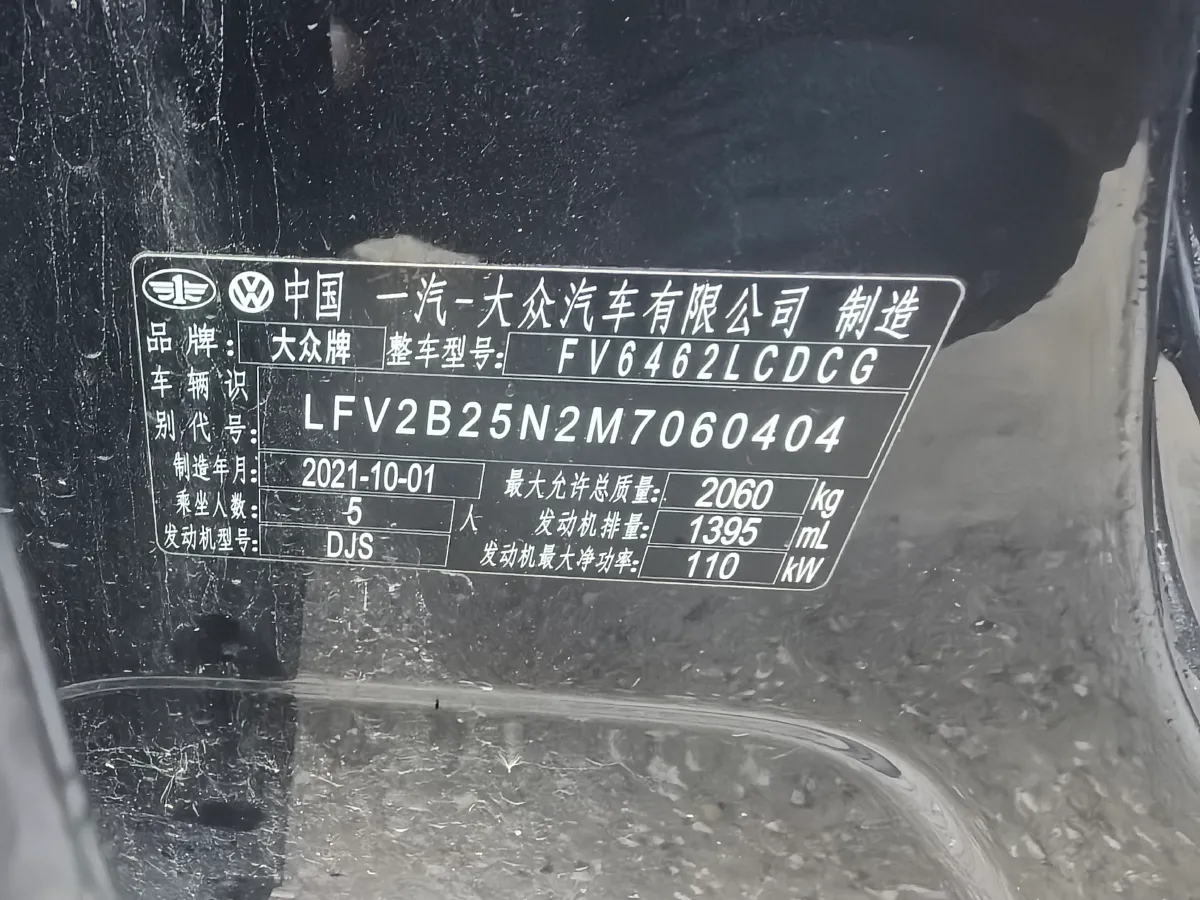 中国 一汽-大众汽车有限公司 制造
品牌: 大众牌 整车型号: FV6462LCDCG
车辆识
别代号: LFV2B25N2M7060404
制造年月: 2021-10-01 最大允许总质量: 2060 kg
乘坐人数: 5 人 发动机排量: 1395 mL
发动机型号: DJS 发动机最大净功率: 110 kW